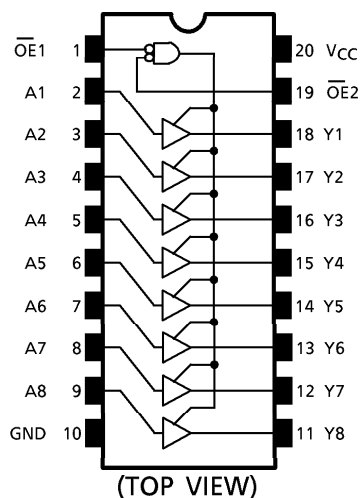 O̅E̅1 1 20 VCC
A1 2 19 O̅E̅2
A2 3 18 Y1
A3 4 17 Y2
A4 5 16 Y3
A5 6 15 Y4
A6 7 14 Y5
A7 8 13 Y6
A8 9 12 Y7
GND 10 11 Y8
(TOP VIEW)